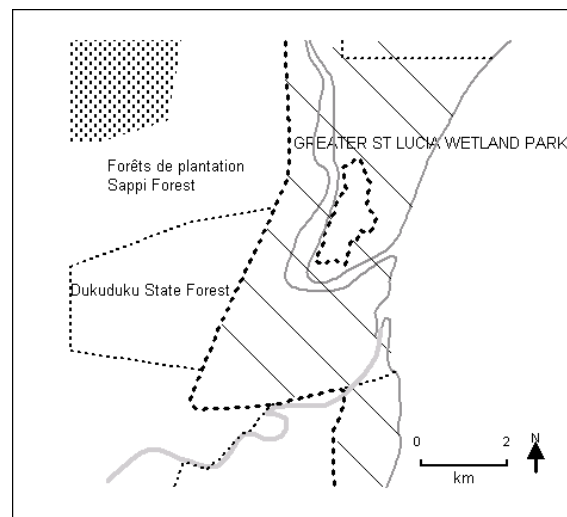 GREATER ST LUCIA WETLAND PARK
Forêts de plantation
Sappi Forest
Dukuduku State Forest
0 2
N
km